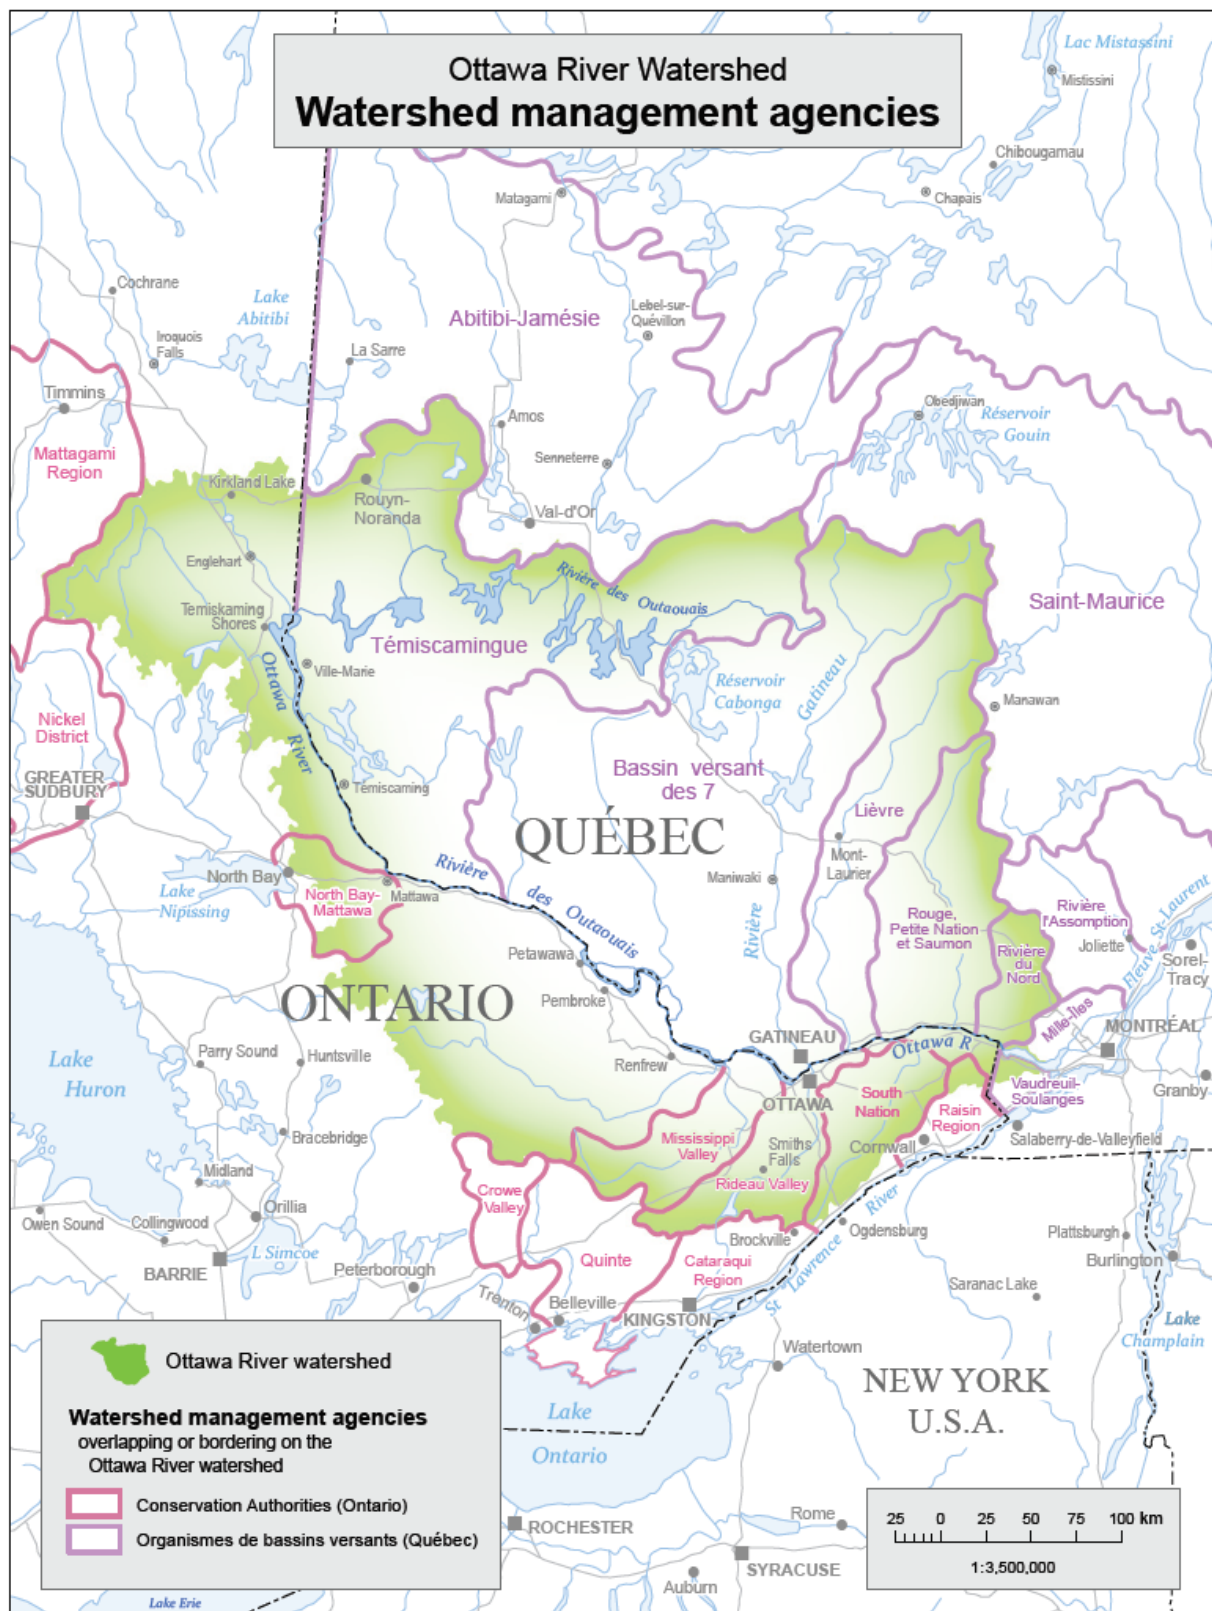 Ottawa River Watershed
Watershed management agencies
Lac Mistassini
Mistissini
Chibougamau
Chapais
Matagami
Cochrane
Lake
Abitibi
Iroquois
Falls
La Sarre
Abitibi-Jamésie
Lebel-sur-
Quévillon
Timmins
Mattagami
Region
Amos
Obedjiwan
Réservoir
Gouin
Senneterre
Kirkland Lake
Rouyn-
Noranda
Val-d'Or
Englehart
Rivière des Outaouais
Temiskaming
Shores
Témiscamingue
Saint-Maurice
Ville-Marie
Ottawa River
Réservoir
Cabonga
Gatineau
Manawan
Nickel
District
GREATER
SUDBURY
Témiscaming
Bassin versant
des 7
QUÉBEC
Lièvre
Mont-
Laurier
Maniwaki
North Bay
Lake
Nipissing
North Bay-
Mattawa
Mattawa
Rivière des Outaouais
Rivière
Rouge,
Petite Nation
et Saumon
Rivière
du
Nord
Rivière
l'Assomption
Joliette
Fleuve St-Laurent
Sorel-
Tracy
Petawawa
Pembroke
ONTARIO
Mille-Îles
MONTRÉAL
GATINEAU
Ottawa R
Renfrew
Lake
Huron
Parry Sound
Huntsville
OTTAWA
South
Nation
Raisin
Region
Vaudreuil-
Soulanges
Granby
Bracebridge
Mississippi
Valley
Smiths
Falls
Cornwall
Salaberry-de-Valleyfield
Midland
Crowe
Valley
Rideau Valley
Owen Sound
Collingwood
Orillia
L Simcoe
BARRIE
Peterborough
Quinte
Cataraqui
Region
Brockville
St Lawrence River
Ogdensburg
Plattsburgh
Burlington
Saranac Lake
Trenton
Belleville
KINGSTON
Watertown
Lake
Champlain
NEW YORK
U.S.A.
Lake
Ontario
Ottawa River watershed
Watershed management agencies
overlapping or bordering on the
Ottawa River watershed
Conservation Authorities (Ontario)
Organismes de bassins versants (Québec)
ROCHESTER
Rome
SYRACUSE
Auburn
Lake Erie
25 0 25 50 75 100 km
1:3,500,000